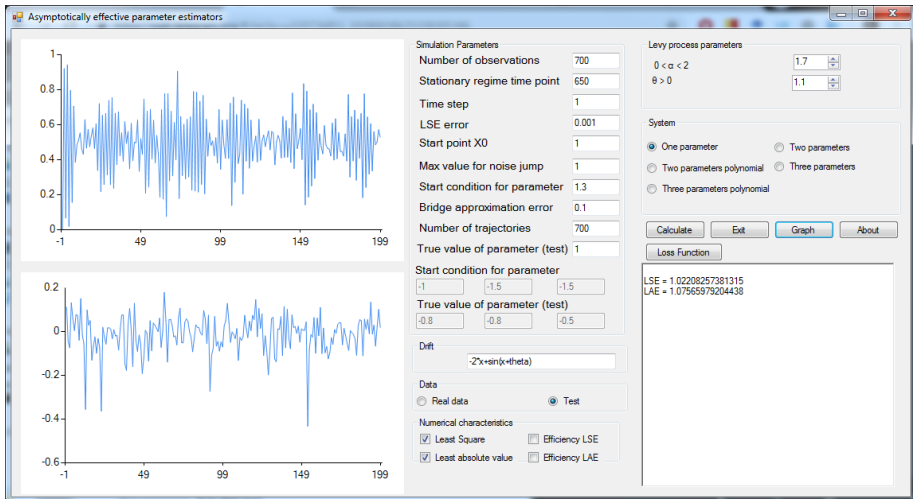 Asymptotically effective parameter estimators
1
0.8
0.6
0.4
0.2
0
-1 49 99 149 199
0.2
0
-0.2
-0.4
-0.6
-1 49 99 149 199
Simulation Parameters
Number of observations 700
Stationary regime time point 650
Time step 1
LSE error 0.001
Start point X0 1
Max value for noise jump 1
Start condition for parameter 1.3
Bridge approximation error 0.1
Number of trajectories 700
True value of parameter (test) 1
Start condition for parameter
-1 -1.5 -1.5
True value of parameter (test)
-0.8 -0.8 -0.5
Drift
-2*x+sin(x+theta)
Data
Real data Test
Numerical characteristics
Least Square Efficiency LSE
Least absolute value Efficiency LAE
Levy process parameters
0 < α < 2 1.7
θ > 0 1.1
System
One parameter Two parameters
Two parameters polynomial Three parameters
Three parameters polynomial
Calculate Exit Graph About
Loss Function
LSE = 1.02208257381315
LAE = 1.07565979204438